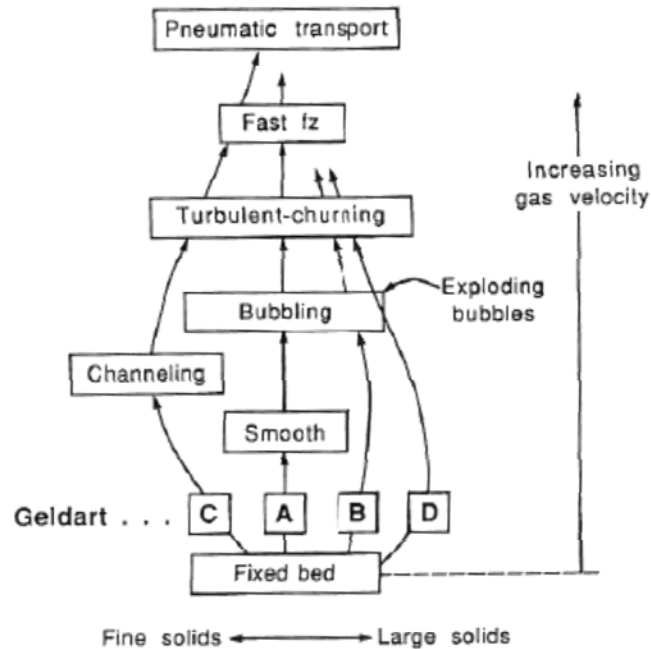 Pneumatic transport
Fast fz
Increasing
gas velocity
Turbulent-churning
Exploding
bubbles
Bubbling
Channeling
Smooth
Geldart . . . C A B D
Fixed bed
Fine solids Large solids